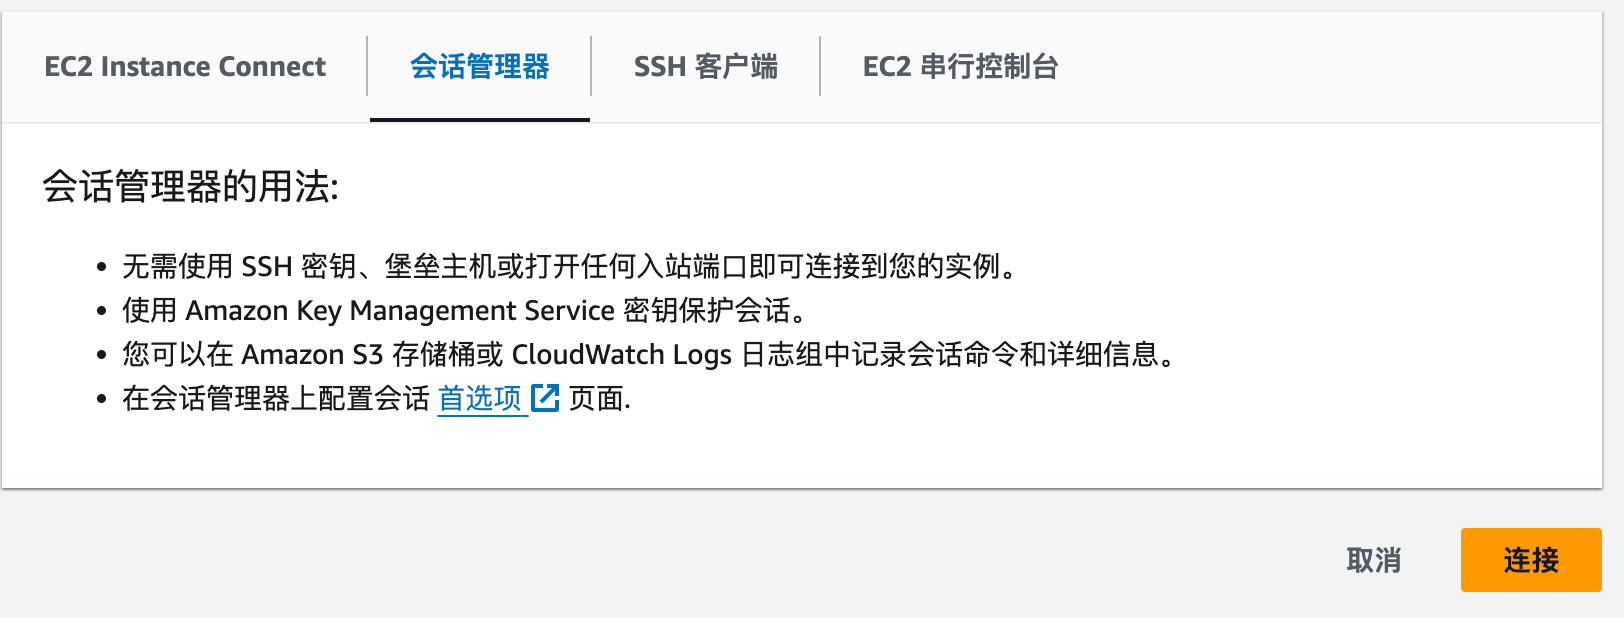 EC2 Instance Connect
会话管理器
SSH 客户端
EC2 串行控制台
会话管理器的用法:
无需使用 SSH 密钥、堡垒主机或打开任何入站端口即可连接到您的实例。
使用 Amazon Key Management Service 密钥保护会话。
您可以在 Amazon S3 存储桶或 CloudWatch Logs 日志组中记录会话命令和详细信息。
在会话管理器上配置会话 首选项 页面.
取消
连接